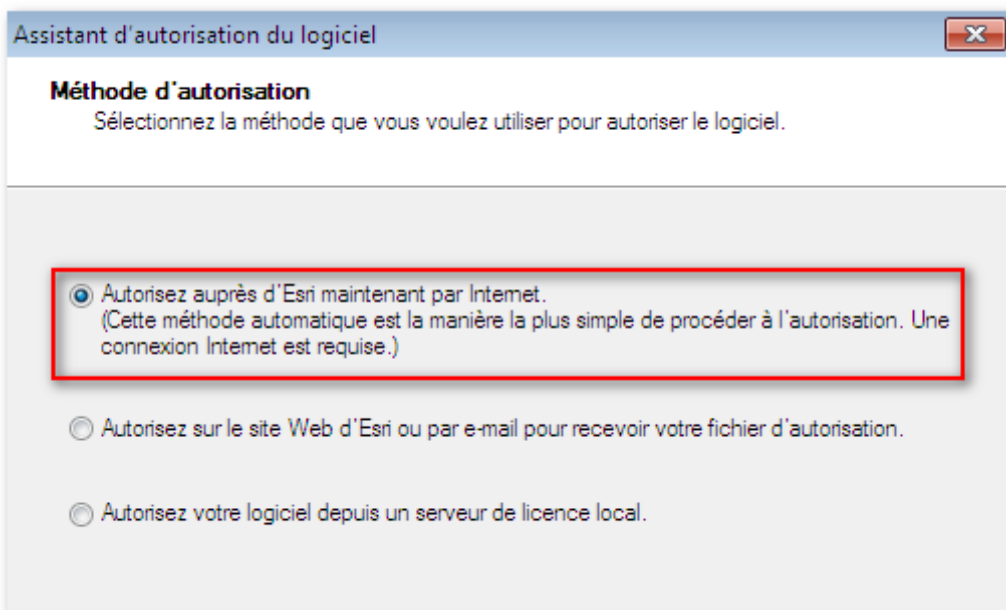 Assistant d'autorisation du logiciel
Méthode d'autorisation
Sélectionnez la méthode que vous voulez utiliser pour autoriser le logiciel.
Autorisez auprès d'Esri maintenant par Internet.
(Cette méthode automatique est la manière la plus simple de procéder à l'autorisation. Une
connexion Internet est requise.)
Autorisez sur le site Web d'Esri ou par e-mail pour recevoir votre fichier d'autorisation.
Autorisez votre logiciel depuis un serveur de licence local.